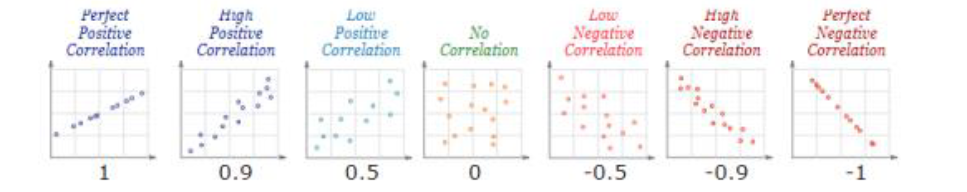 Perfect
Positive
Correlation
High
Positive
Correlation
Low
Positive
Correlation
No
Correlation
Low
Negative
Correlation
High
Negative
Correlation
Perfect
Negative
Correlation
1
0.9
0.5
0
-0.5
-0.9
-1